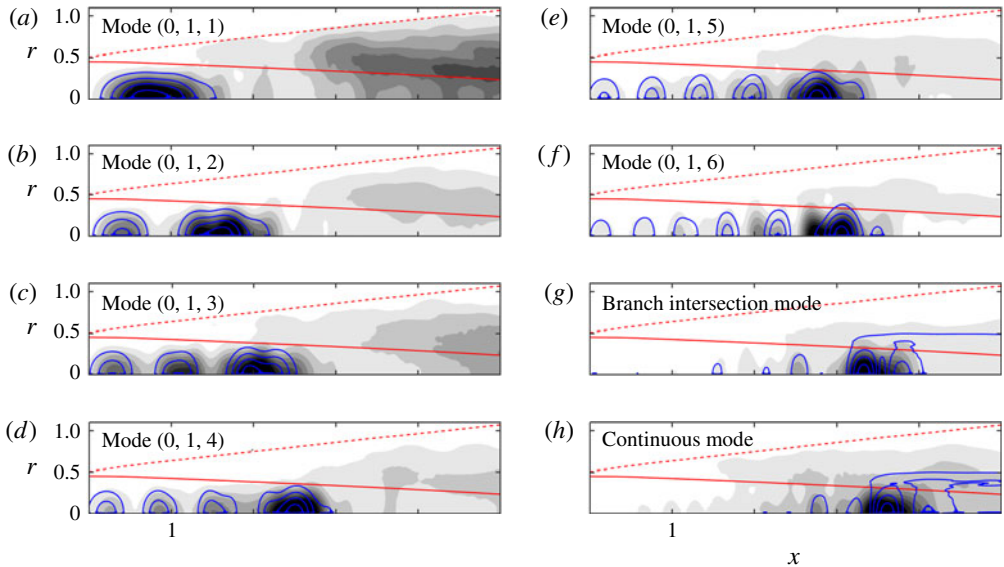 (a) Mode (0, 1, 1)
1.0
r 0.5
0
(b) Mode (0, 1, 2)
1.0
r 0.5
0
(c) Mode (0, 1, 3)
1.0
r 0.5
0
(d) Mode (0, 1, 4)
1.0
r 0.5
0
1
(e) Mode (0, 1, 5)
(f) Mode (0, 1, 6)
(g) Branch intersection mode
(h) Continuous mode
1
x